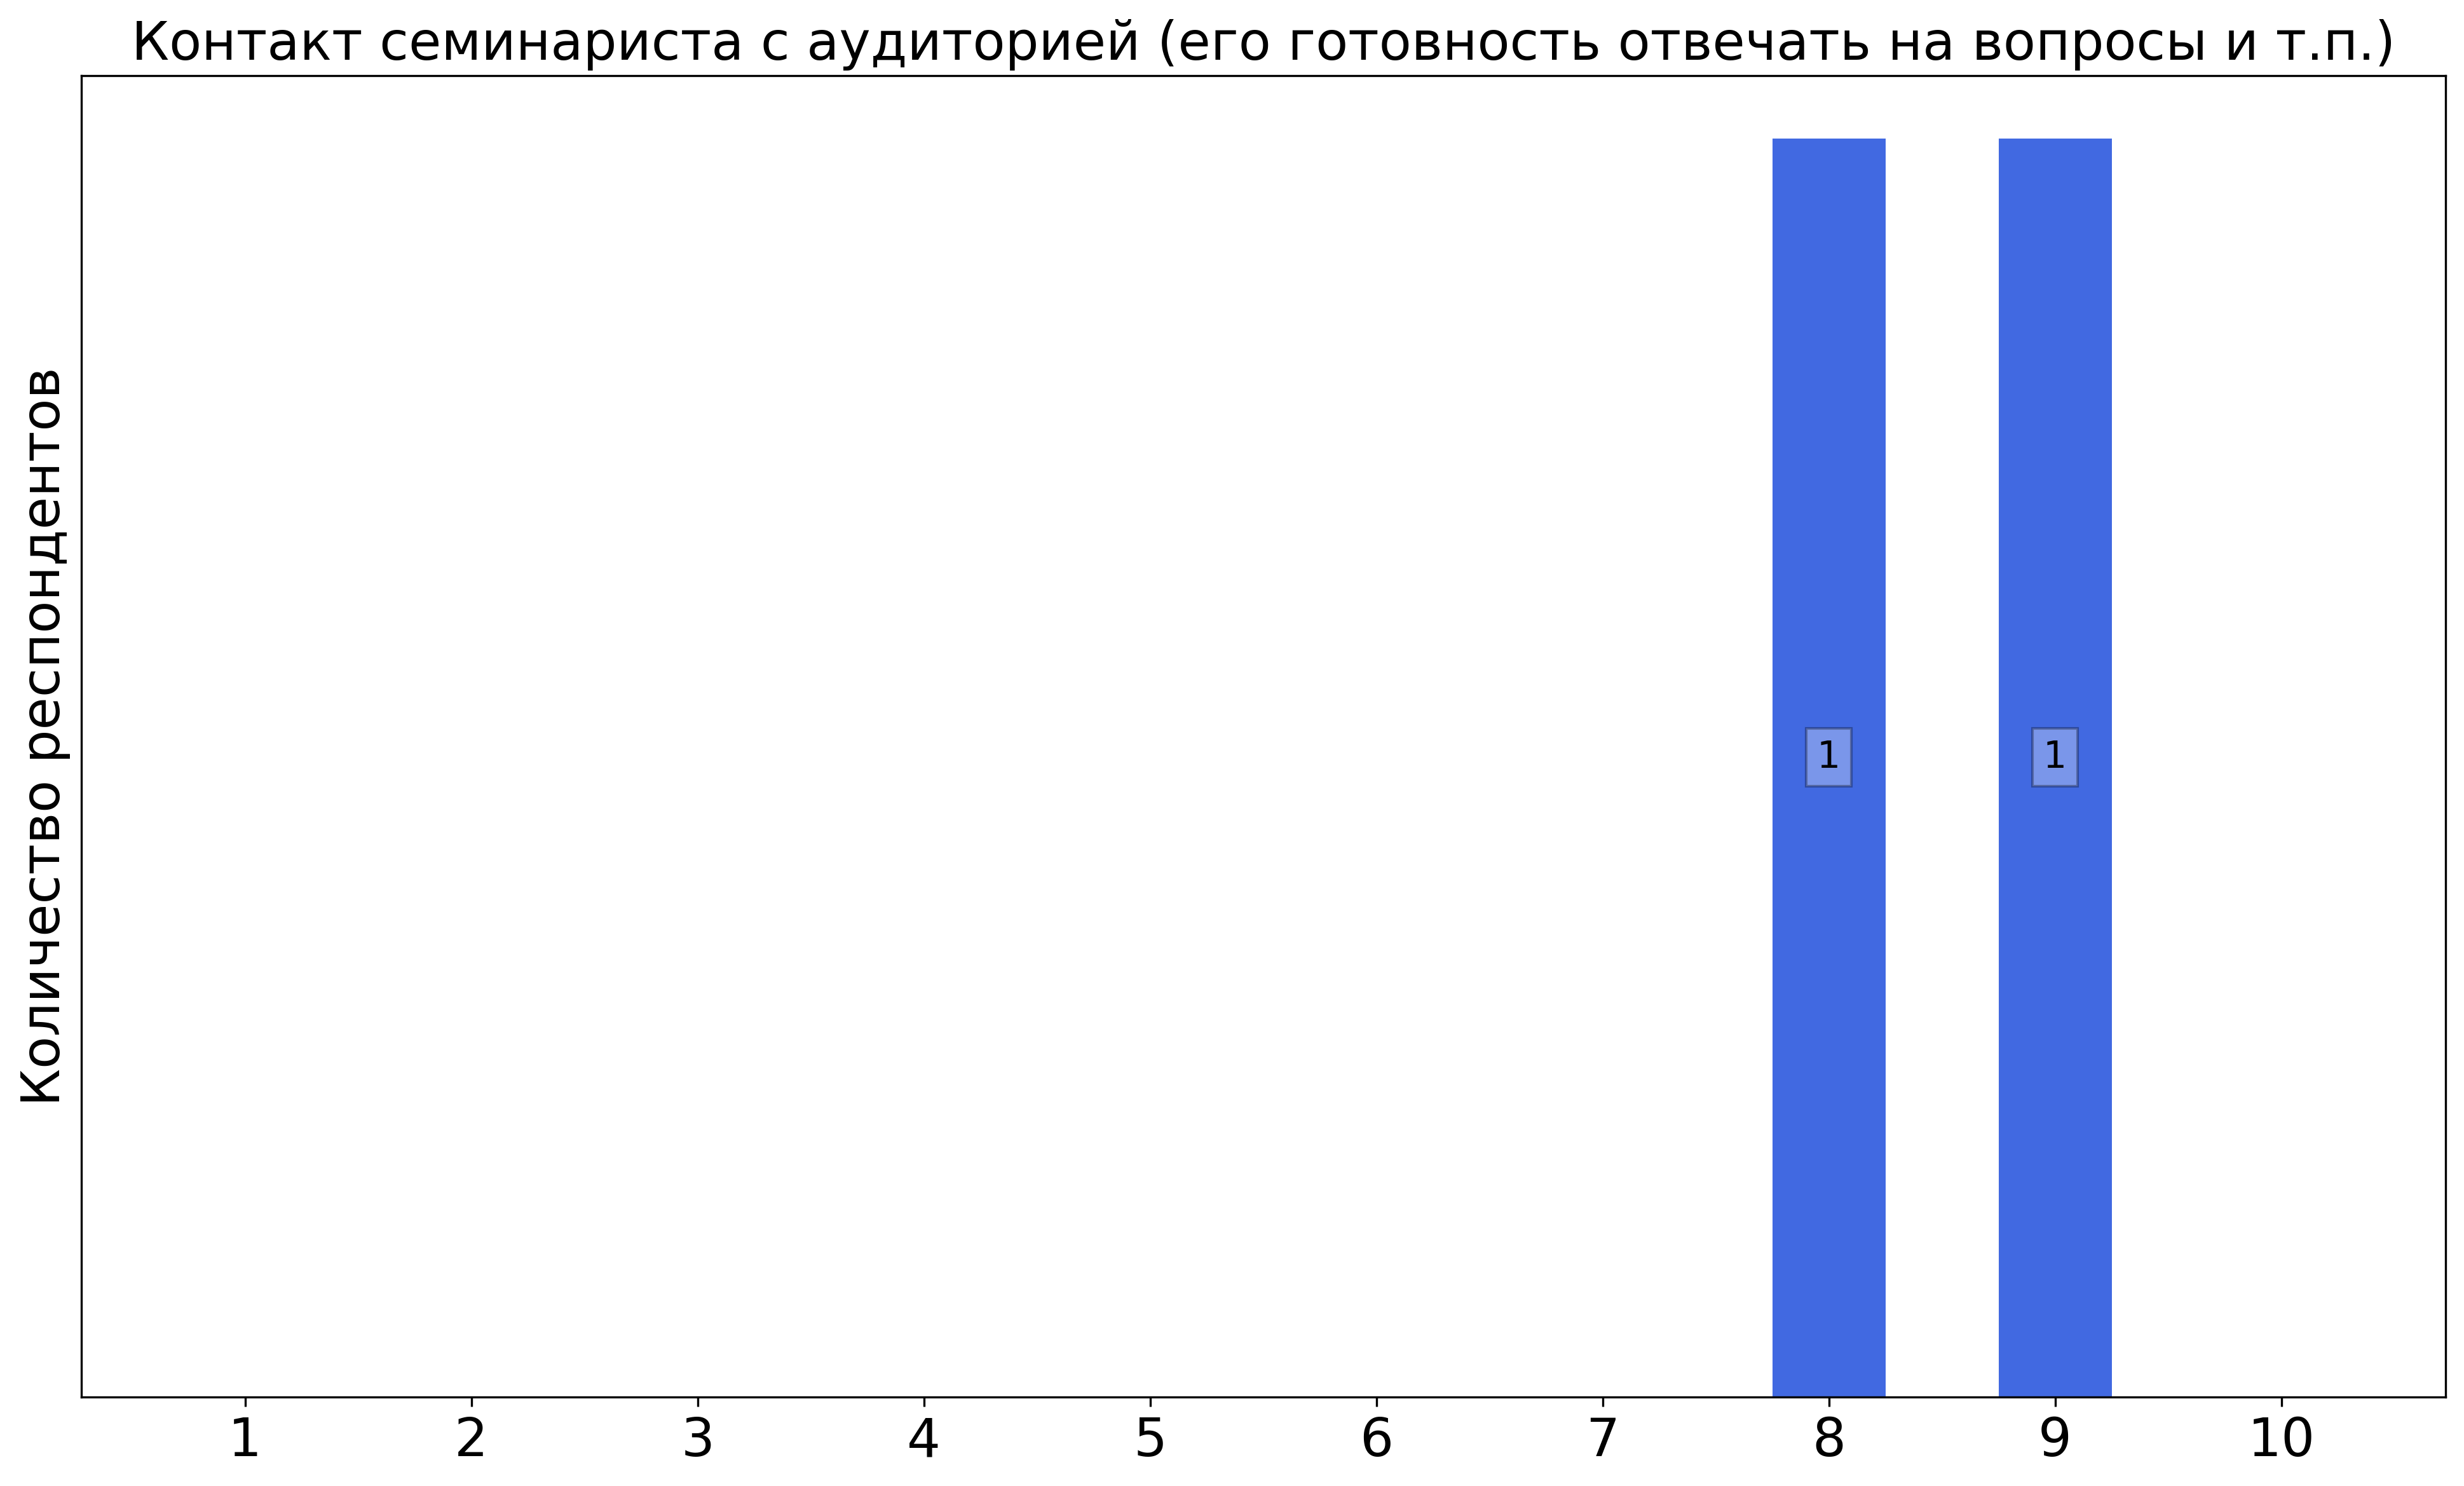 Контакт семинариста с аудиторией (его готовность отвечать на вопросы и т.п.)
Количество респондентов
1 1
1 2 3 4 5 6 7 8 9 10